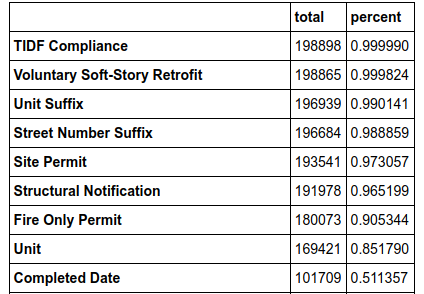 total percent
TIDF Compliance 198898 0.999990
Voluntary Soft-Story Retrofit 198865 0.999824
Unit Suffix 196939 0.990141
Street Number Suffix 196684 0.988859
Site Permit 193541 0.973057
Structural Notification 191978 0.965199
Fire Only Permit 180073 0.905344
Unit 169421 0.851790
Completed Date 101709 0.511357